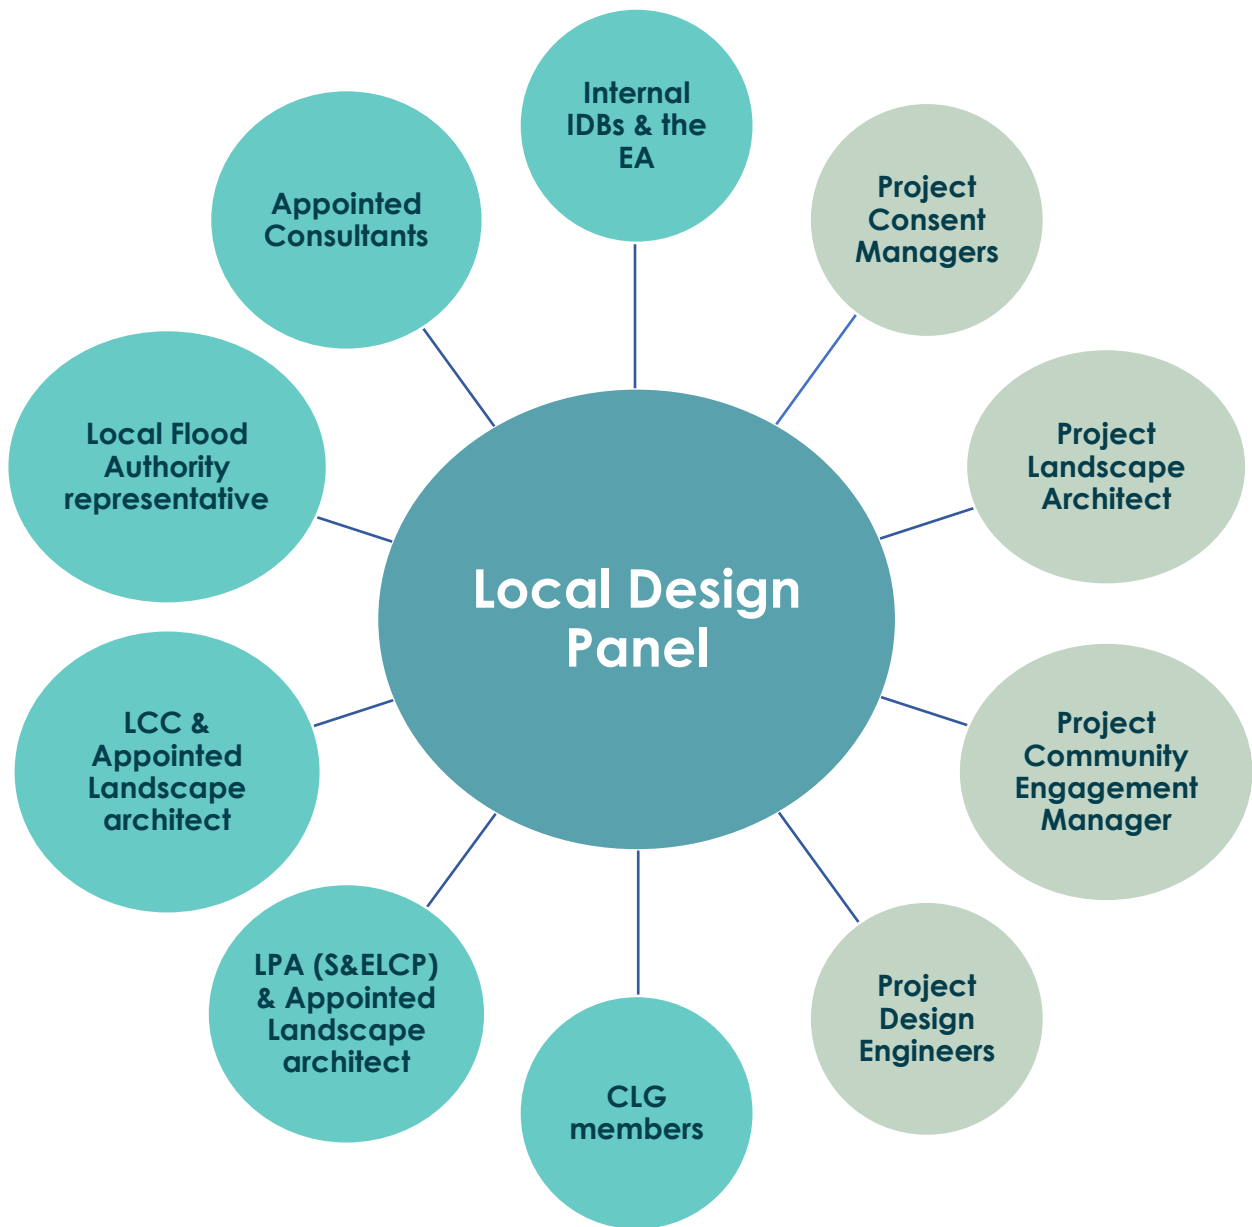 Internal
IDBs & the
EA
Project
Consent
Managers
Project
Landscape
Architect
Project
Community
Engagement
Manager
Project
Design
Engineers
CLG
members
LPA (S&ELCP)
& Appointed
Landscape
architect
LCC &
Appointed
Landscape
architect
Local Flood
Authority
representative
Appointed
Consultants
Local Design
Panel